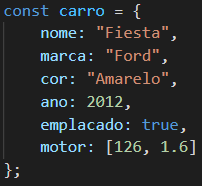 const carro = {
    nome: "Fiesta",
    marca: "Ford",
    cor: "Amarelo",
    ano: 2012,
    emplacado: true,
    motor: [126, 1.6]
};